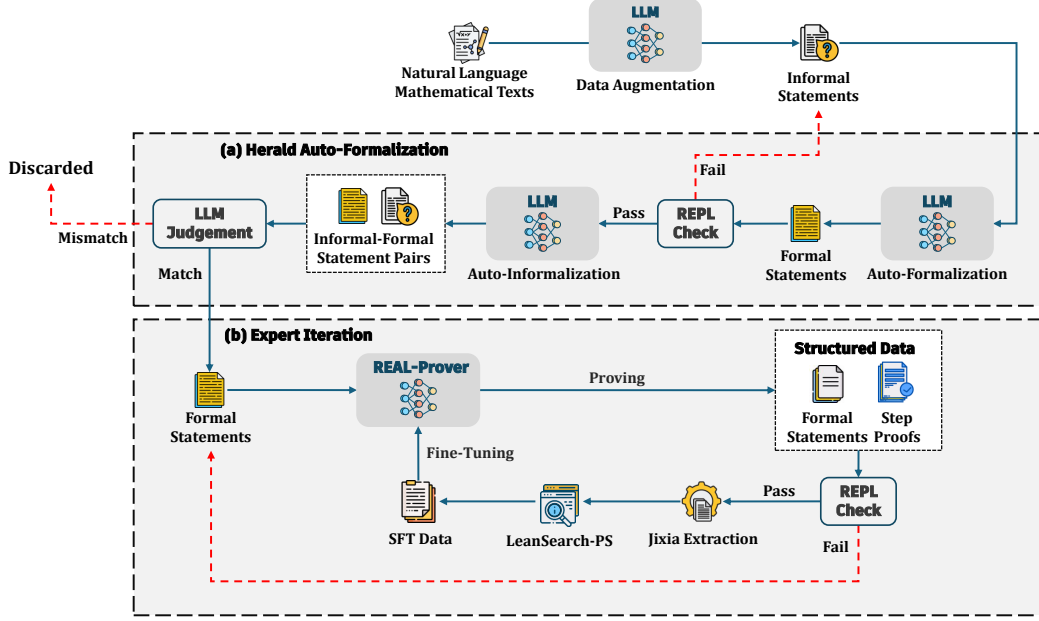 LLM
Natural Language
Mathematical Texts
Data Augmentation
Informal
Statements
(a) Herald Auto-Formalization
Discarded
Mismatch
LLM
Judgement
Match
Informal-Formal
Statement Pairs
LLM
Auto-Informalization
Pass
Fail
REPL
Check
Formal
Statements
LLM
Auto-Formalization
(b) Expert Iteration
Formal
Statements
REAL-Prover
Proving
Structured Data
Formal
Statements
Step
Proofs
Fine-Tuning
SFT Data
LeanSearch-PS
Jixia Extraction
Pass
REPL
Check
Fail